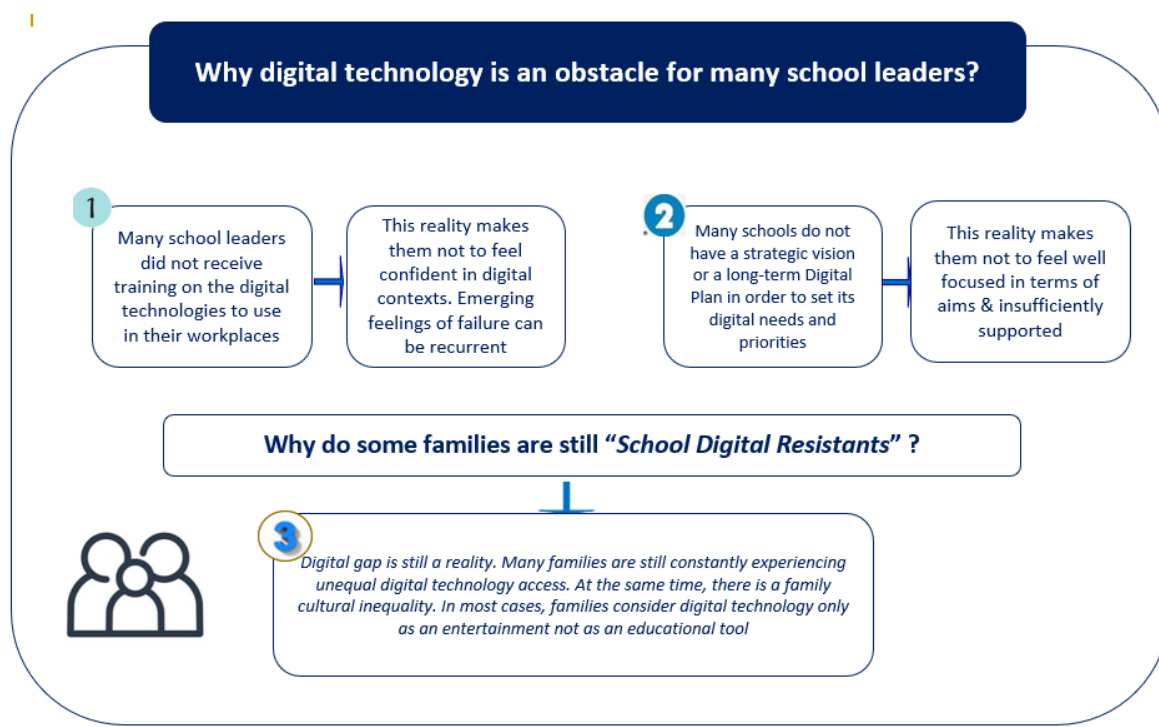 Why digital technology is an obstacle for many school leaders?
1
Many school leaders
did not receive
training on the digital
technologies to use
in their workplaces
This reality makes
them not to feel
confident in digital
contexts. Emerging
feelings of failure can
be recurrent
2
Many schools do not
have a strategic vision
or a long-term Digital
Plan in order to set its
digital needs and
priorities
This reality makes
them not to feel well
focused in terms of
aims & insufficiently
supported
Why do some families are still “School Digital Resistants” ?
3
Digital gap is still a reality. Many families are still constantly experiencing
unequal digital technology access. At the same time, there is a family
cultural inequality. In most cases, families consider digital technology only
as an entertainment not as an educational tool